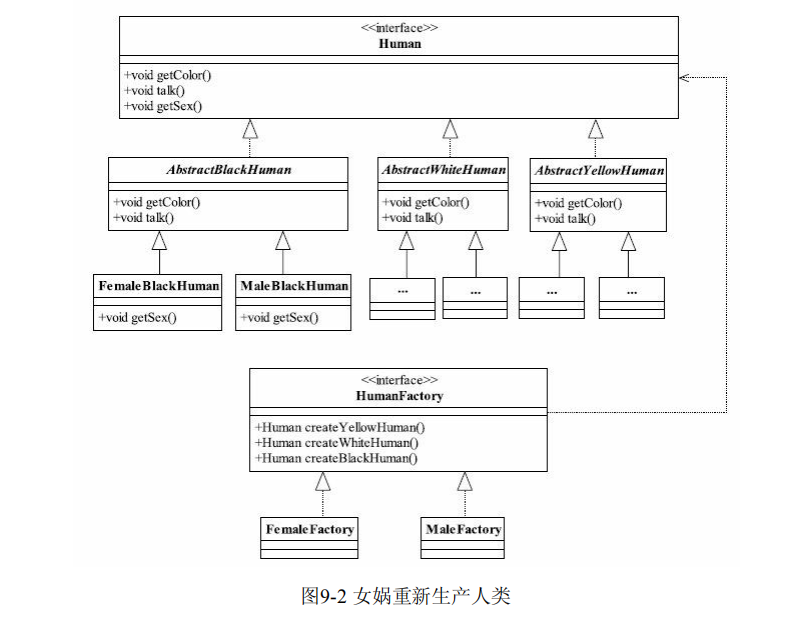 <<interface>>
Human
+void getColor()
+void talk()
+void getSex()
AbstractBlackHuman
+void getColor()
+void talk()
AbstractWhiteHuman
+void getColor()
+void talk()
AbstractYellowHuman
+void getColor()
+void talk()
FemaleBlackHuman
+void getSex()
MaleBlackHuman
+void getSex()
...
...
...
...
<<interface>>
HumanFactory
+Human createYellowHuman()
+Human createWhiteHuman()
+Human createBlackHuman()
FemaleFactory
MaleFactory
图9-2 女娲重新生产人类